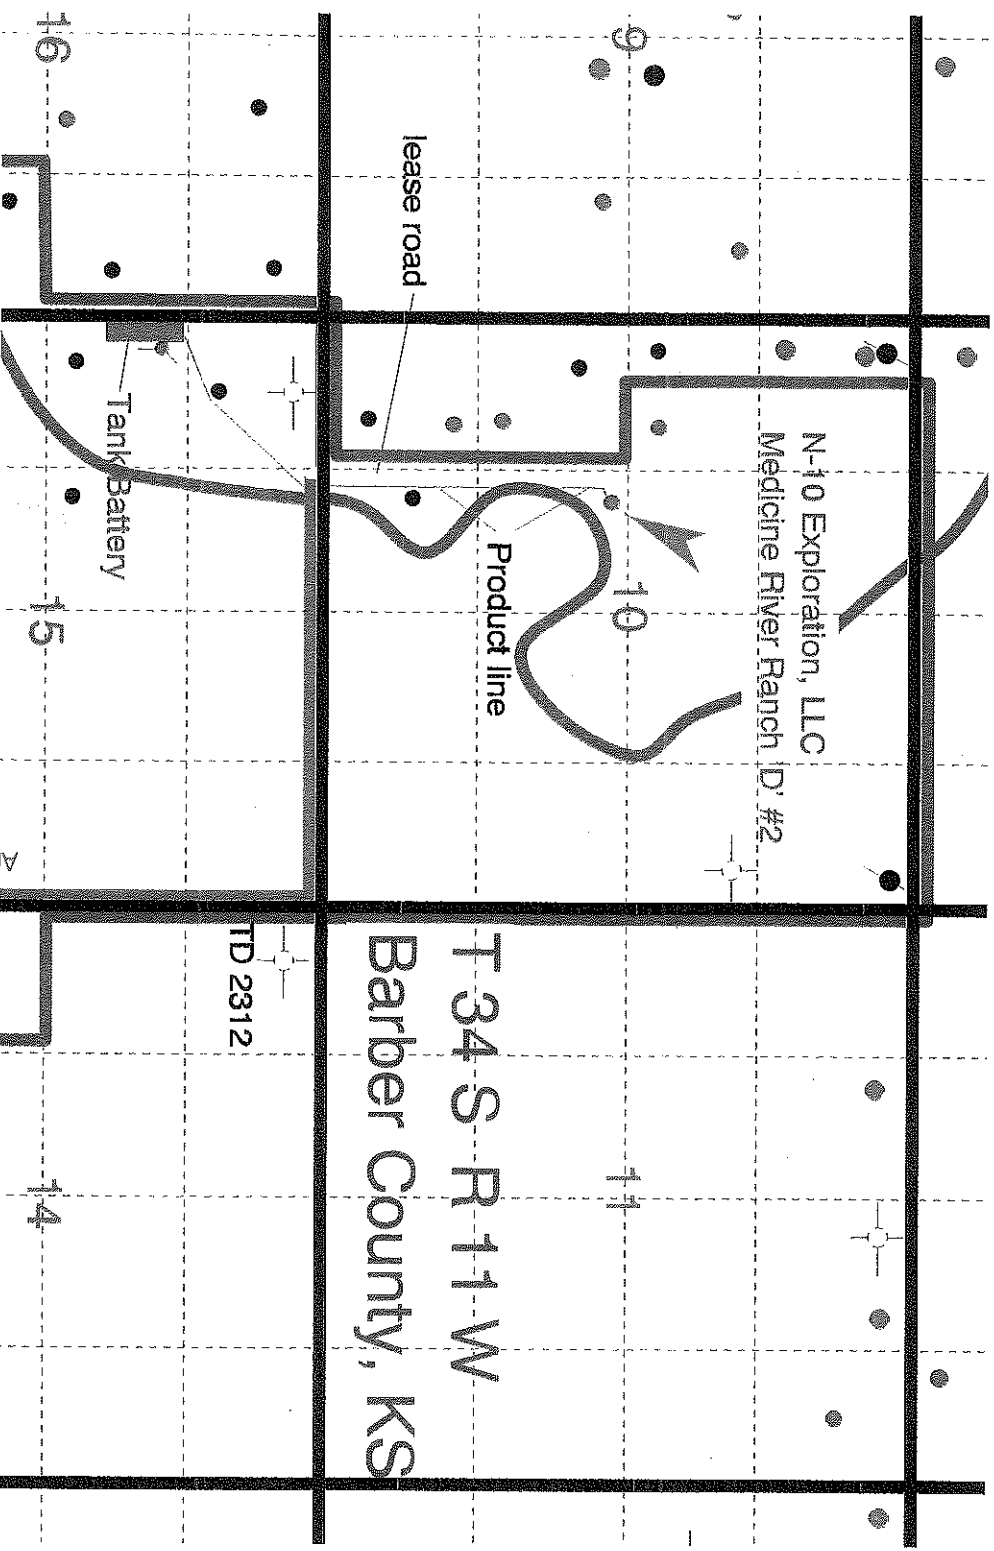 9
10
11
N-10 Exploration, LLC
Medicine River Ranch 'D' #2
Product line
lease road
T 34 S R 11 W
Barber County, KS
16
15
14
Tank Battery
TD 2312